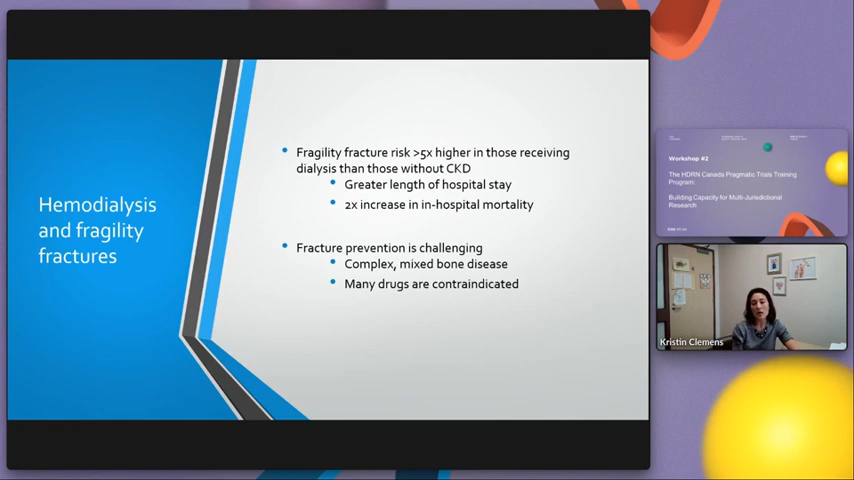 Hemodialysis
and fragility
fractures
Fragility fracture risk >5x higher in those receiving
dialysis than those without CKD
Greater length of hospital stay
2x increase in in-hospital mortality
Fracture prevention is challenging
Complex, mixed bone disease
Many drugs are contraindicated
Workshop #2
The HDRN Canada Pragmatic Trials Training
Program:
Building Capacity for Multi-Jurisdictional
Research
Kristin Clemens